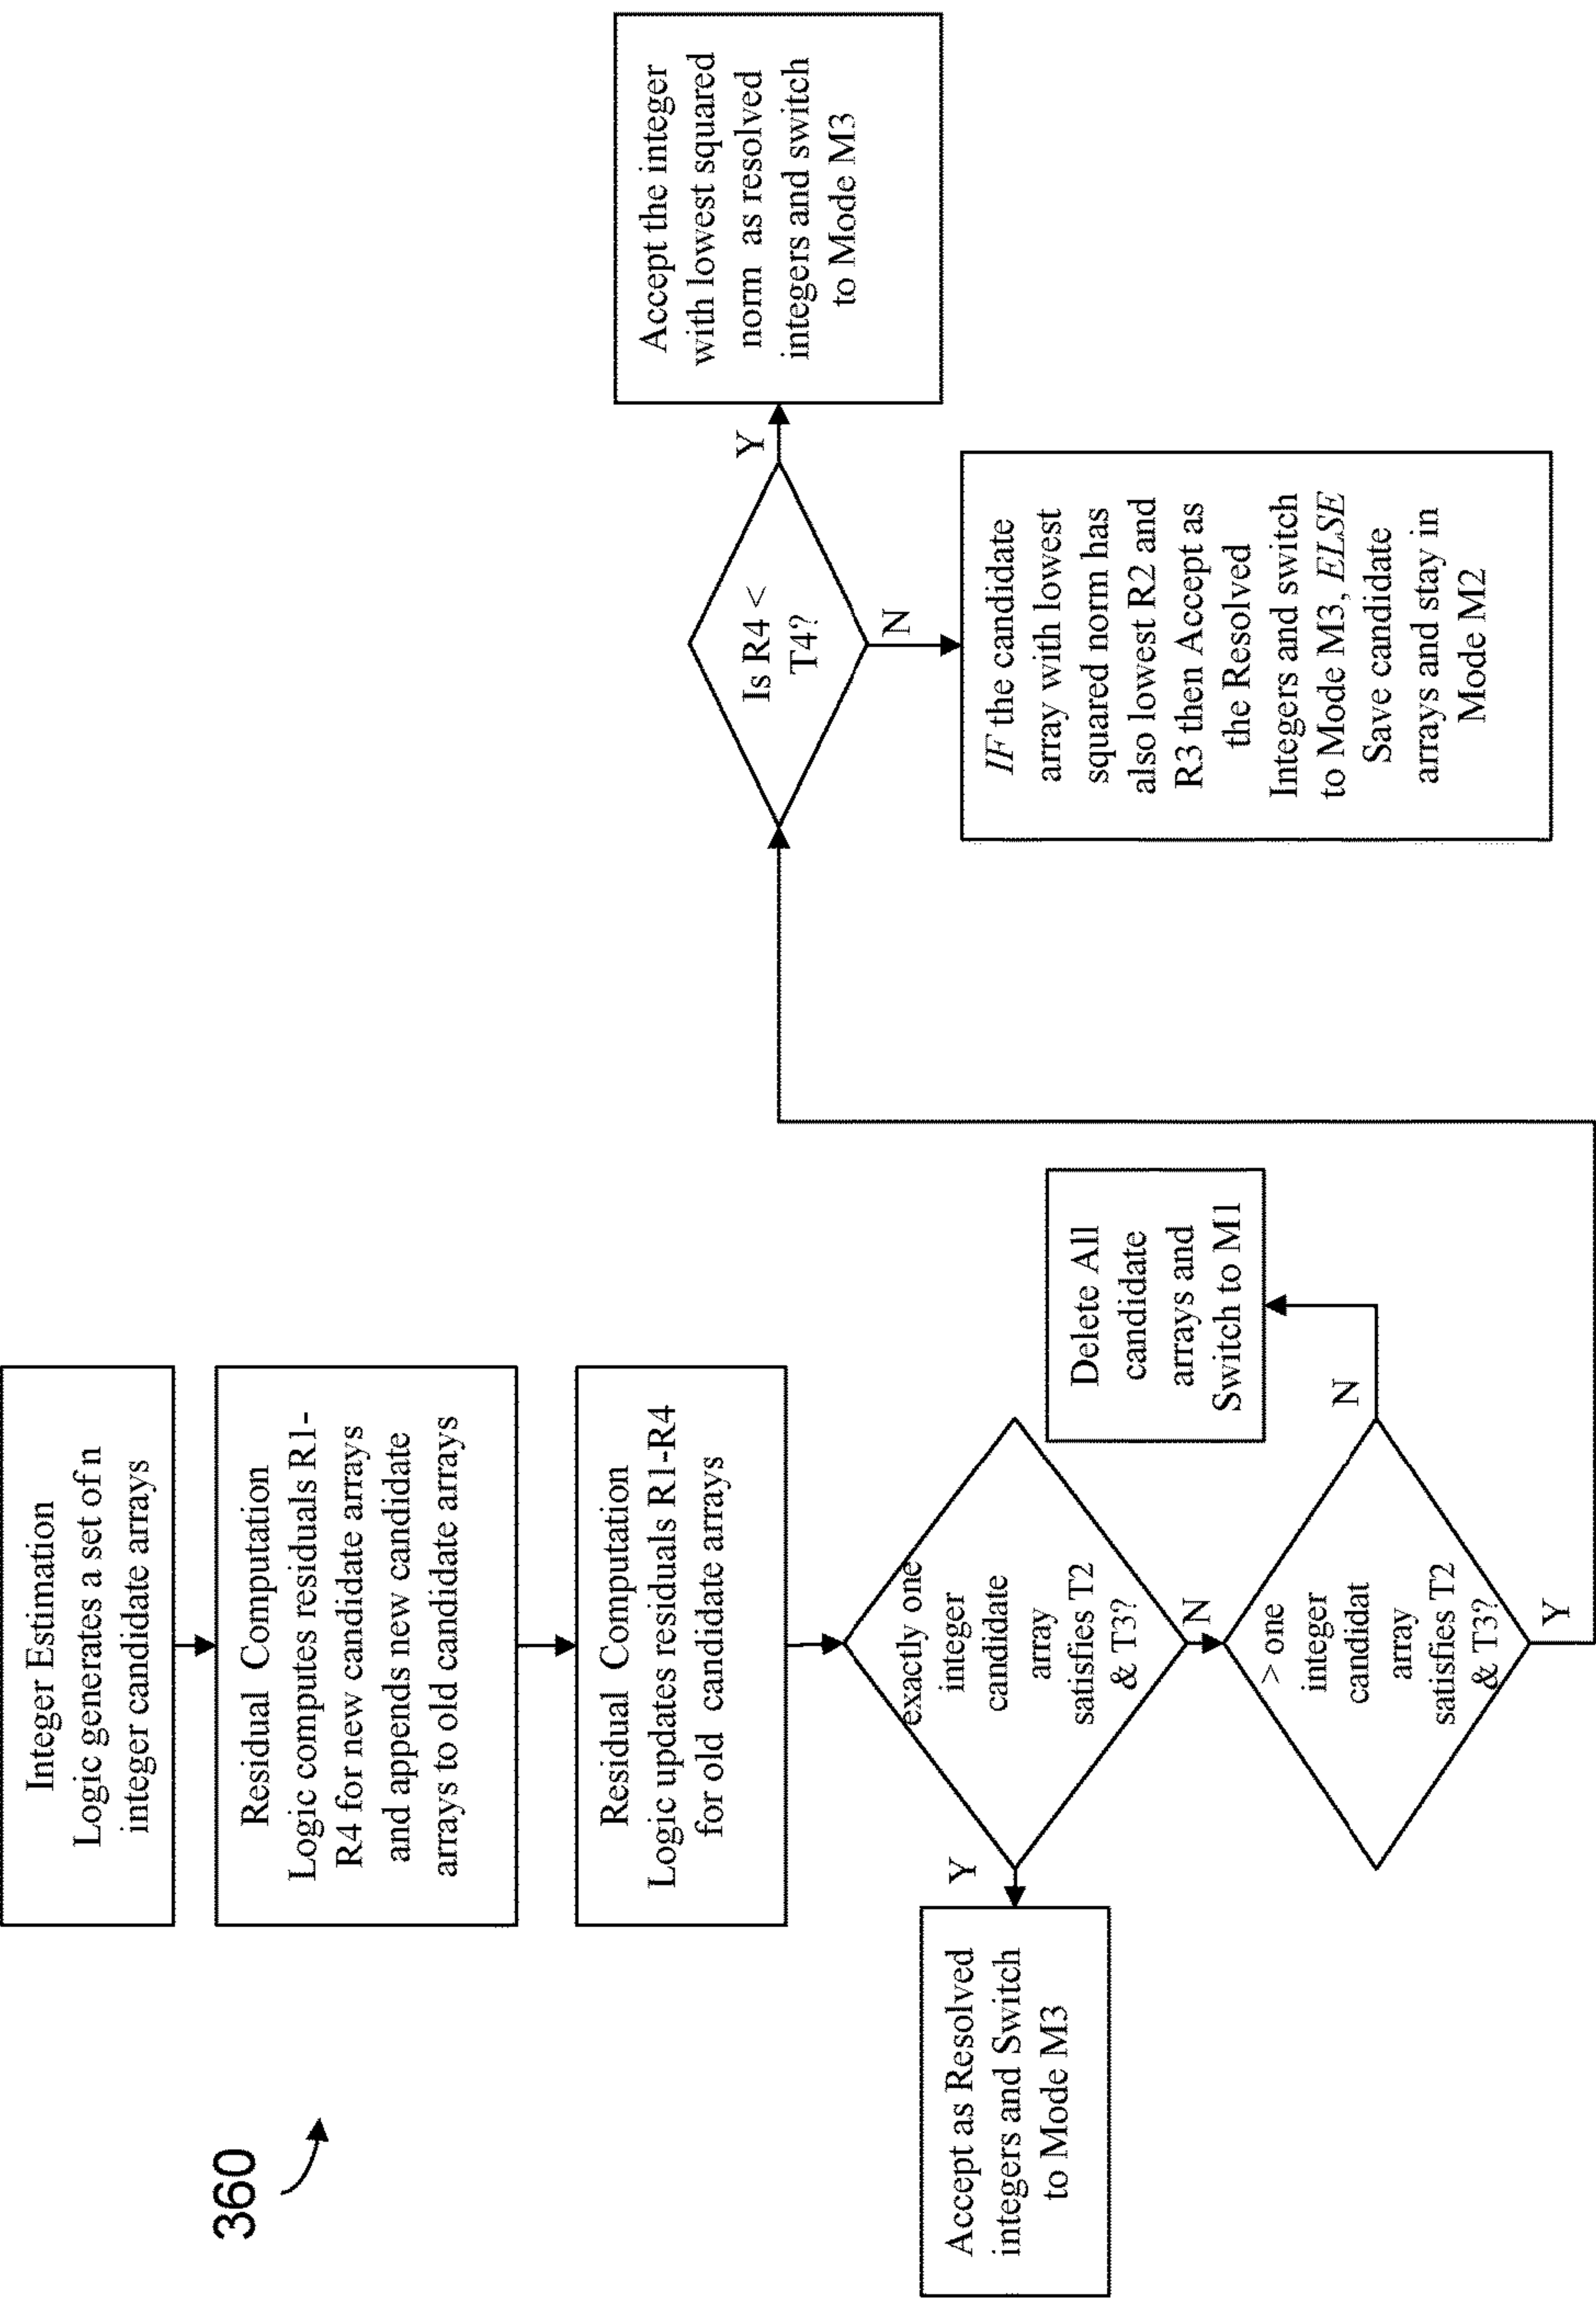 360
Integer Estimation
Logic generates a set of n
integer candidate arrays
Residual Computation
Logic computes residuals R1-
R4 for new candidate arrays
and appends new candidate
arrays to old candidate arrays
Residual Computation
Logic updates residuals R1-R4
for old candidate arrays
exactly one
integer
candidate
array
satisfies T2
& T3?
Y
Accept as Resolved
integers and Switch
to Mode M3
N
> one
integer
candidat
array
satisfies T2
& T3?
N
Delete All
candidate
arrays and
Switch to M1
Y
Is R4 <
T4?
Y
Accept the integer
with lowest squared
norm as resolved
integers and switch
to Mode M3
N
IF the candidate
array with lowest
squared norm has
also lowest R2 and
R3 then Accept as
the Resolved
Integers and switch
to Mode M3, ELSE
Save candidate
arrays and stay in
Mode M2